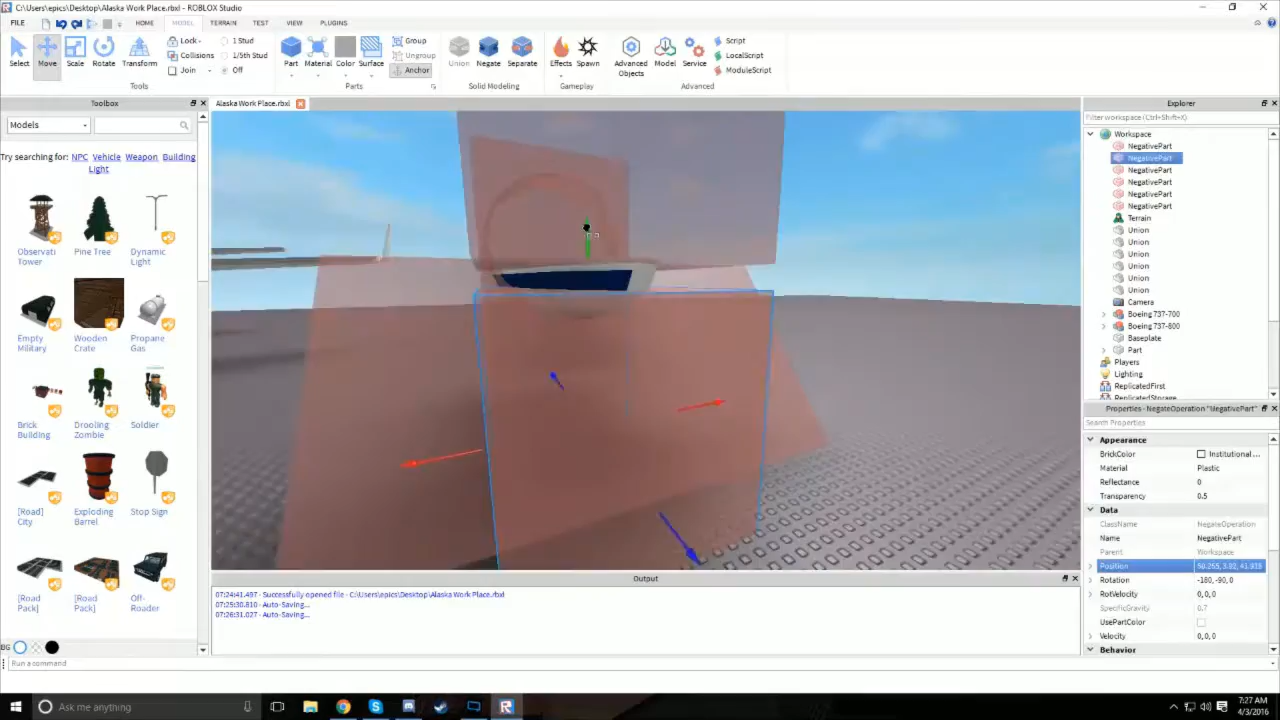 C:\Users\epics\Desktop\Alaska Work Place.rbxl - ROBLOX Studio
FILE HOME MODEL TERRAIN TEST VIEW PLUGINS
Select Move Scale Rotate Transform
Lock
Collisions
Join
1 Stud
1/5th Stud
Off
Tools
Part Material Color Surface
Group
Ungroup
Anchor
Parts
Union Negate Separate
Solid Modeling
Effects Spawn
Gameplay
Advanced Objects
Model Service
Script
LocalScript
ModuleScript
Advanced
Toolbox
Models
Try searching for: NPC Vehicle Weapon Building
Light
Observati Tower
Pine Tree
Dynamic Light
Empty Military
Wooden Crate
Propane Gas
Brick Building
Drooling Zombie
Soldier
[Road] City
Exploding Barrel
Stop Sign
[Road Pack]
[Road Pack]
Off-Roader
BG
Alaska Work Place.rbxl
Output
07:24:41.497 - Successfully opened file - C:\Users\epics\Desktop\Alaska Work Place.rbxl
07:25:30.810 - Auto-Saving...
07:26:31.027 - Auto-Saving...
Explorer
Filter workspace (Ctrl+Shift+X)
Workspace
NegativePart
NegativePart
NegativePart
NegativePart
NegativePart
NegativePart
Terrain
Union
Union
Union
Union
Union
Union
Camera
Boeing 737-700
Boeing 737-800
Baseplate
Part
Players
Lighting
ReplicatedFirst
ReplicatedStorage
Properties - NegateOperation "NegativePart"
Search Properties
Appearance
BrickColor Institutional ...
Material Plastic
Reflectance 0
Transparency 0.5
Data
ClassName NegateOperation
Name NegativePart
Parent Workspace
Position
Rotation -180, -90, 0
RotVelocity 0, 0, 0
SpecificGravity 0.7
UsePartColor
Velocity 0, 0, 0
Behavior
Run a command
Ask me anything
7:27 AM
4/3/2016